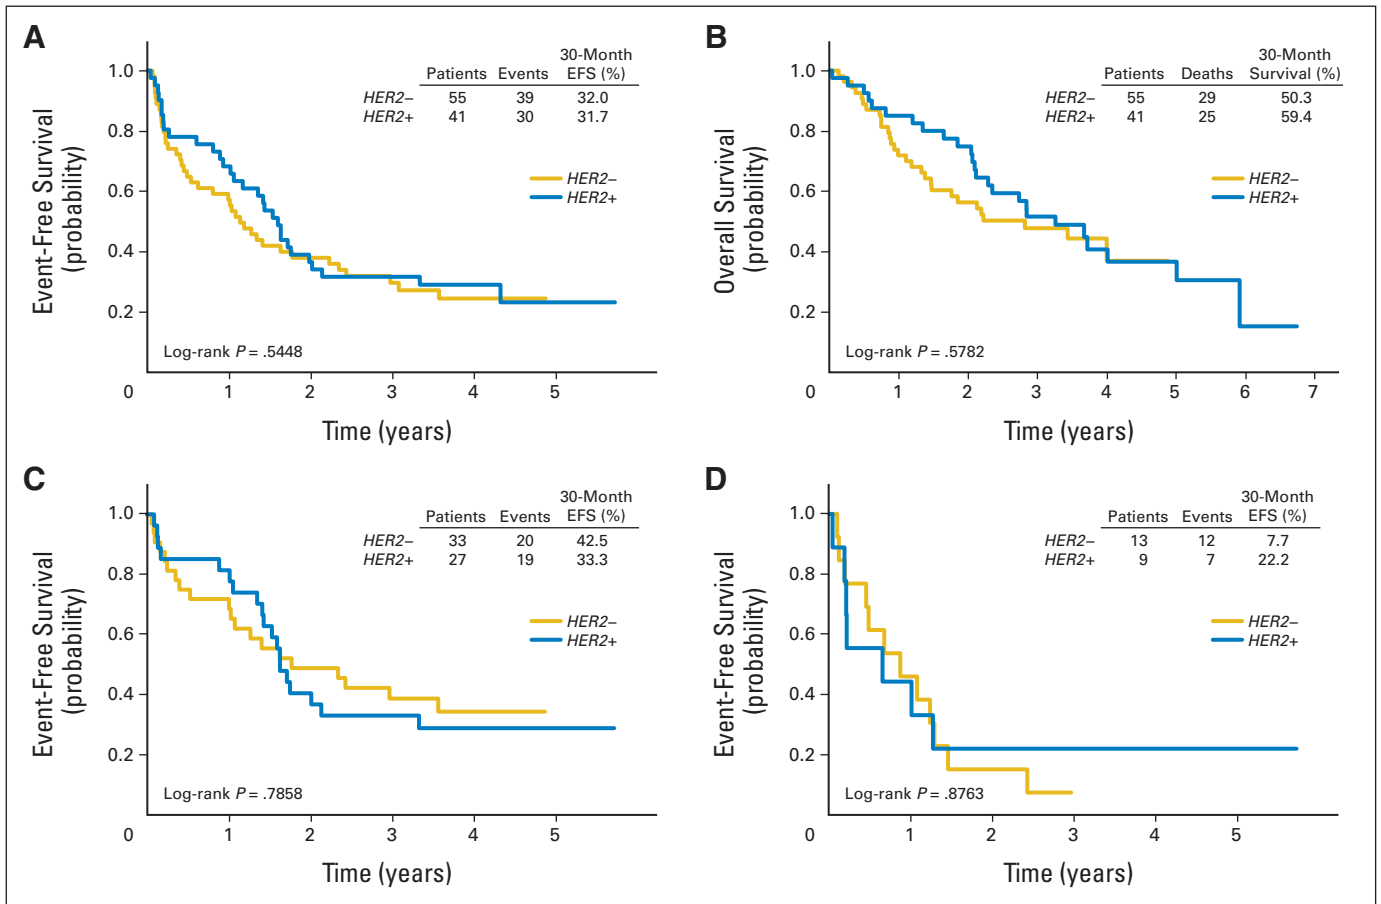 A
Event-Free Survival
(probability)
1.0
0.8
0.6
0.4
0.2
0
1
2
3
4
5
Time (years)
30-Month
Patients Events EFS (%)
HER2– 55 39 32.0
HER2+ 41 30 31.7
HER2–
HER2+
Log-rank P = .5448
B
Overall Survival
(probability)
1.0
0.8
0.6
0.4
0.2
0
1
2
3
4
5
6
7
Time (years)
30-Month
Patients Deaths Survival (%)
HER2– 55 29 50.3
HER2+ 41 25 59.4
HER2–
HER2+
Log-rank P = .5782
C
Event-Free Survival
(probability)
1.0
0.8
0.6
0.4
0.2
0
1
2
3
4
5
Time (years)
30-Month
Patients Events EFS (%)
HER2– 33 20 42.5
HER2+ 27 19 33.3
HER2–
HER2+
Log-rank P = .7858
D
Event-Free Survival
(probability)
1.0
0.8
0.6
0.4
0.2
0
1
2
3
4
5
Time (years)
30-Month
Patients Events EFS (%)
HER2– 13 12 7.7
HER2+ 9 7 22.2
HER2–
HER2+
Log-rank P = .8763